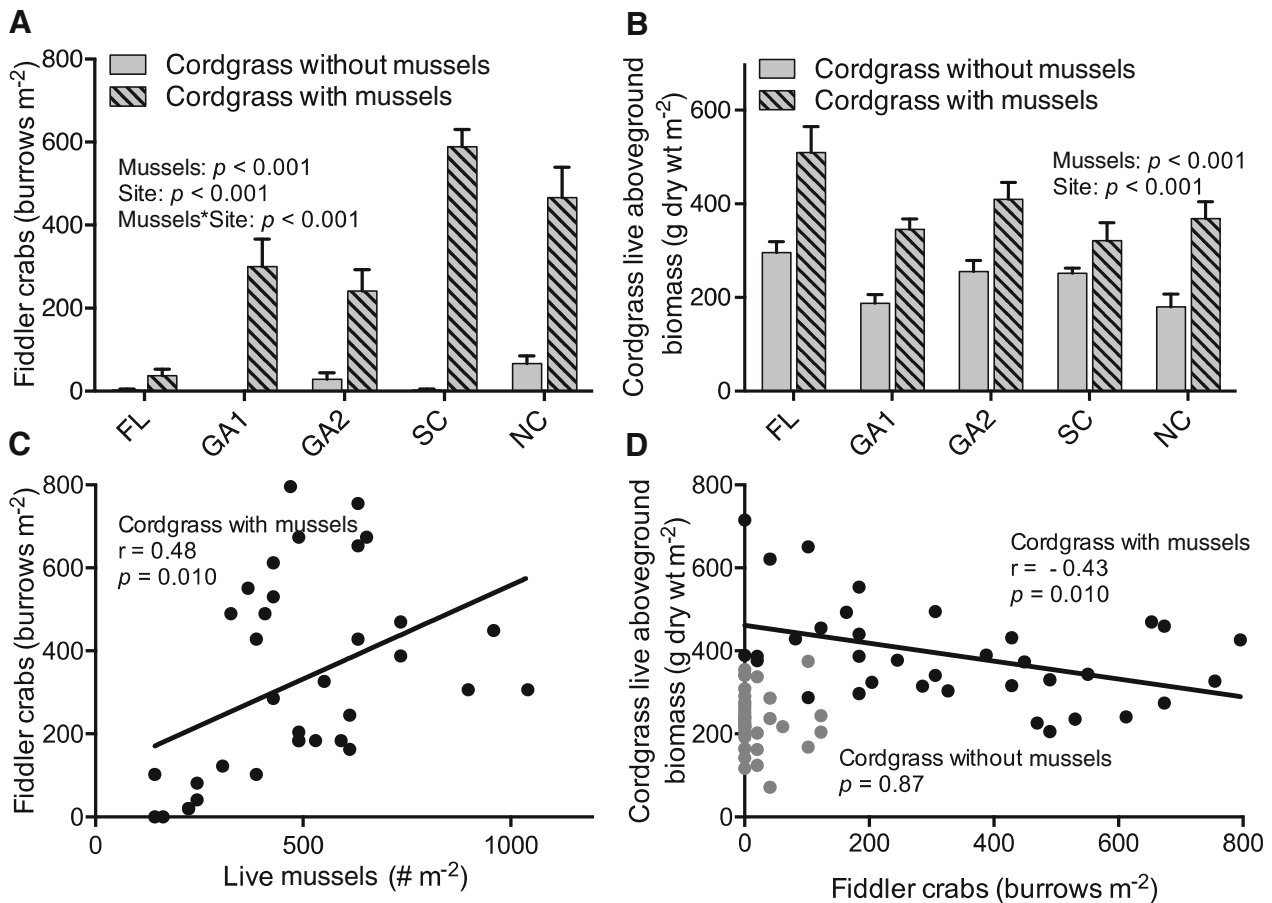 A
Fiddler crabs (burrows m-2)
800
600
400
200
0
Cordgrass without mussels
Cordgrass with mussels
Mussels: p < 0.001
Site: p < 0.001
Mussels*Site: p < 0.001
FL
GA1
GA2
SC
NC
B
Cordgrass live aboveground
biomass (g dry wt m-2)
600
400
200
0
Cordgrass without mussels
Cordgrass with mussels
Mussels: p < 0.001
Site: p < 0.001
FL
GA1
GA2
SC
NC
C
Fiddler crabs (burrows m-2)
800
600
400
200
0
Cordgrass with mussels
r = 0.48
p = 0.010
0
500
1000
Live mussels (# m-2)
D
Cordgrass live aboveground
biomass (g dry wt m-2)
800
600
400
200
0
Cordgrass with mussels
r = -0.43
p = 0.010
Cordgrass without mussels
p = 0.87
0
200
400
600
800
Fiddler crabs (burrows m-2)